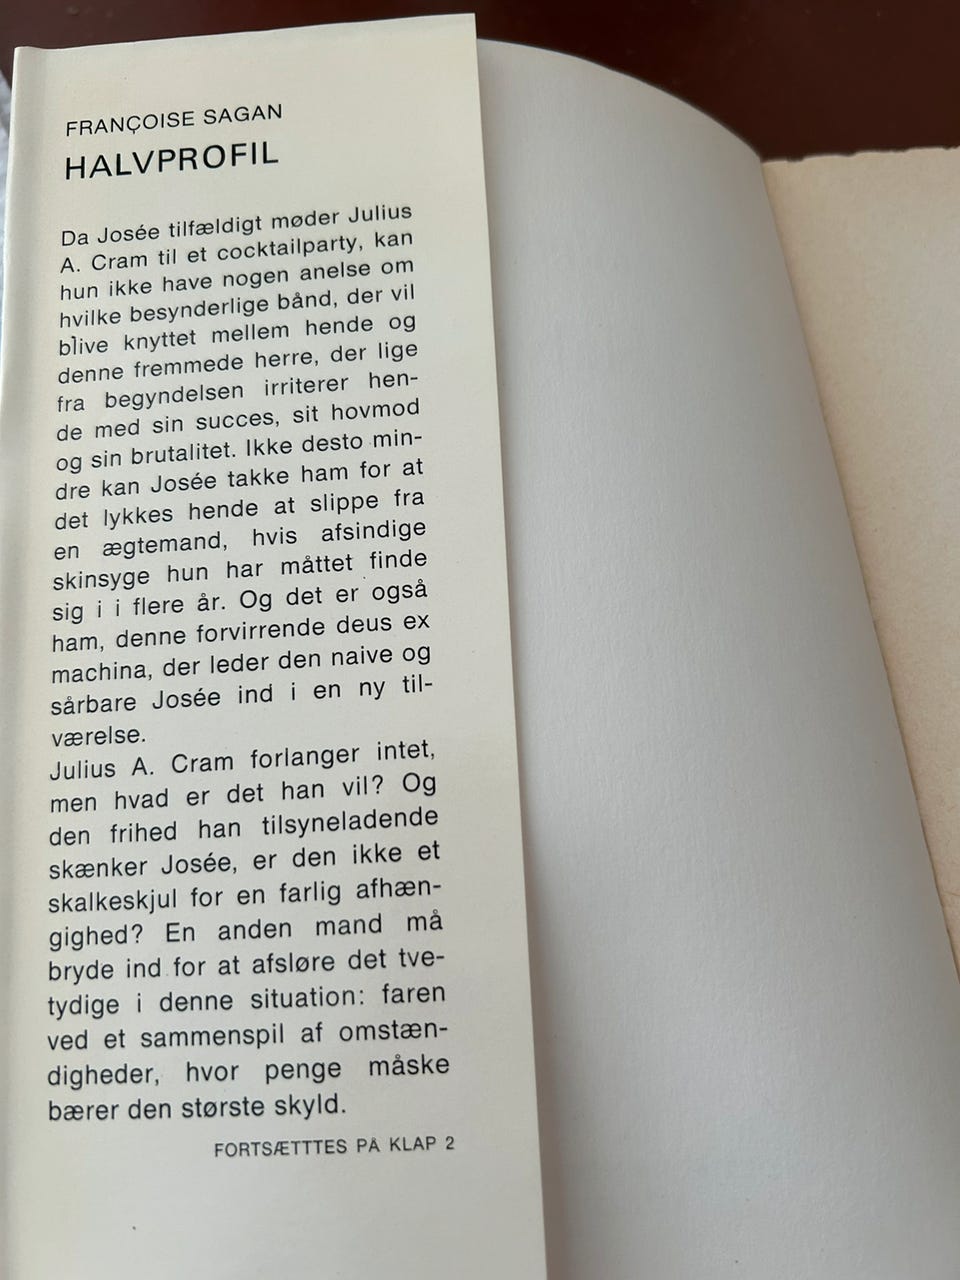 FRANÇOISE SAGAN
HALVPROFIL
Da Josée tilfældigt møder Julius
A. Cram til et cocktailparty, kan
hun ikke have nogen anelse om
hvilke besynderlige bånd, der vil
blive knyttet mellem hende og
denne fremmede herre, der lige
fra begyndelsen irriterer hen-
de med sin succes, sit hovmod
og sin brutalitet. Ikke desto min-
dre kan Josée takke ham for at
det lykkes hende at slippe fra
en ægtemand, hvis afsindige
skinsyge hun har måttet finde
sig i i flere år. Og det er også
ham, denne forvirrende deus ex
machina, der leder den naive og
sårbare Josée ind i en ny til-
værelse.
Julius A. Cram forlanger intet,
men hvad er det han vil? Og
den frihed han tilsyneladende
skænker Josée, er den ikke et
skalkeskjul for en farlig afhæn-
gighed? En anden mand må
bryde ind for at afsløre det tve-
tydige i denne situation: faren
ved et sammenspil af omstæn-
digheder, hvor penge måske
bærer den største skyld.
FORTSÆTTTES PÅ KLAP 2